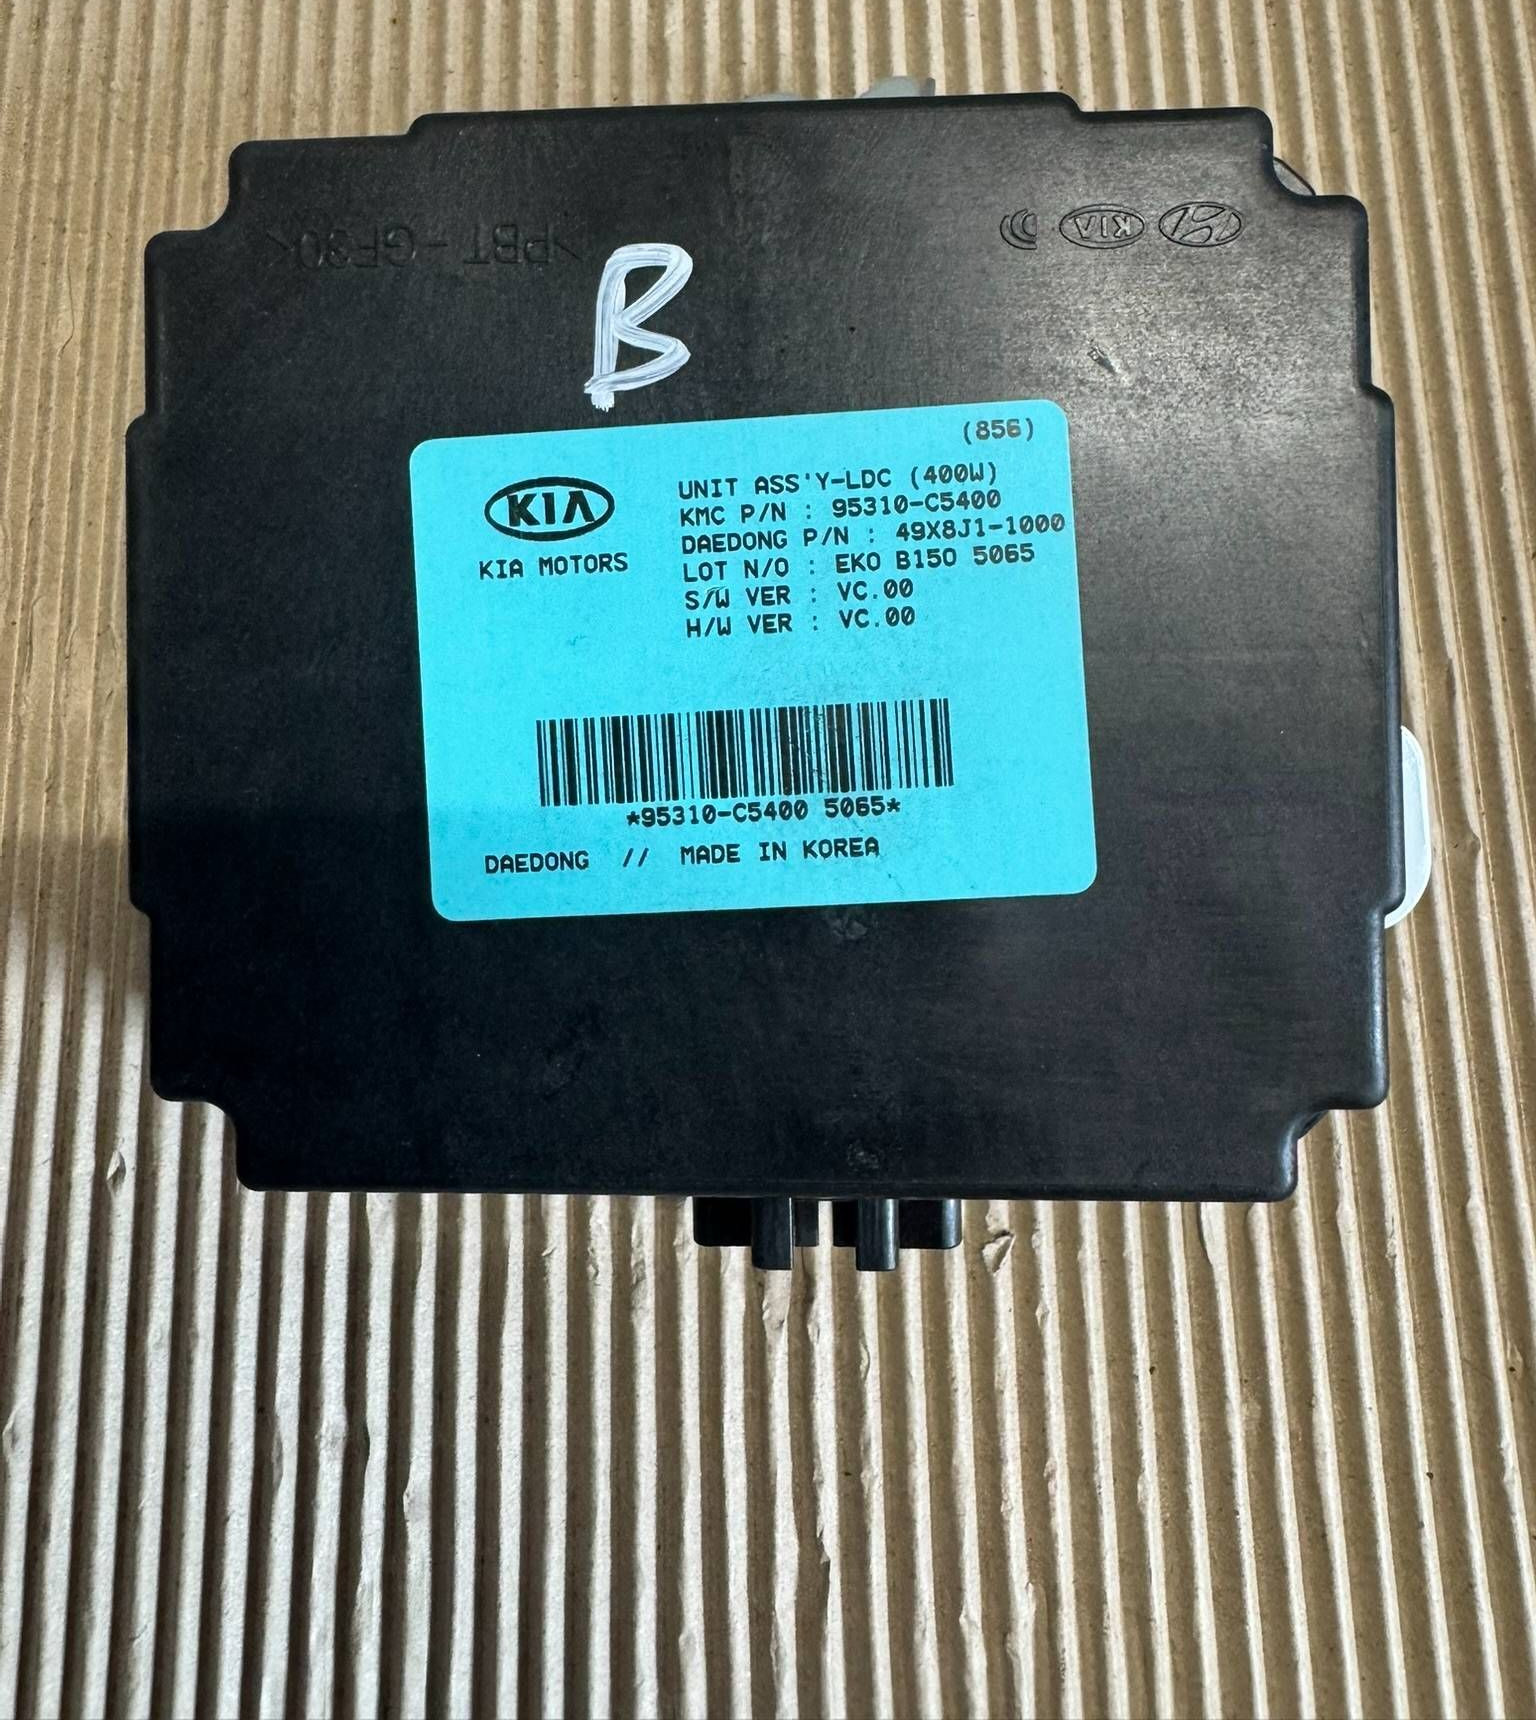 >PBT-GF30<
KIA
B
(856)
KIA
KIA MOTORS
UNIT ASS'Y-LDC (400W)
KMC P/N : 95310-C5400
DAEDONG P/N : 49X8J1-1000
LOT N/O : EKO B150 5065
S/W VER : VC.00
H/W VER : VC.00
*95310-C5400 5065*
DAEDONG // MADE IN KOREA